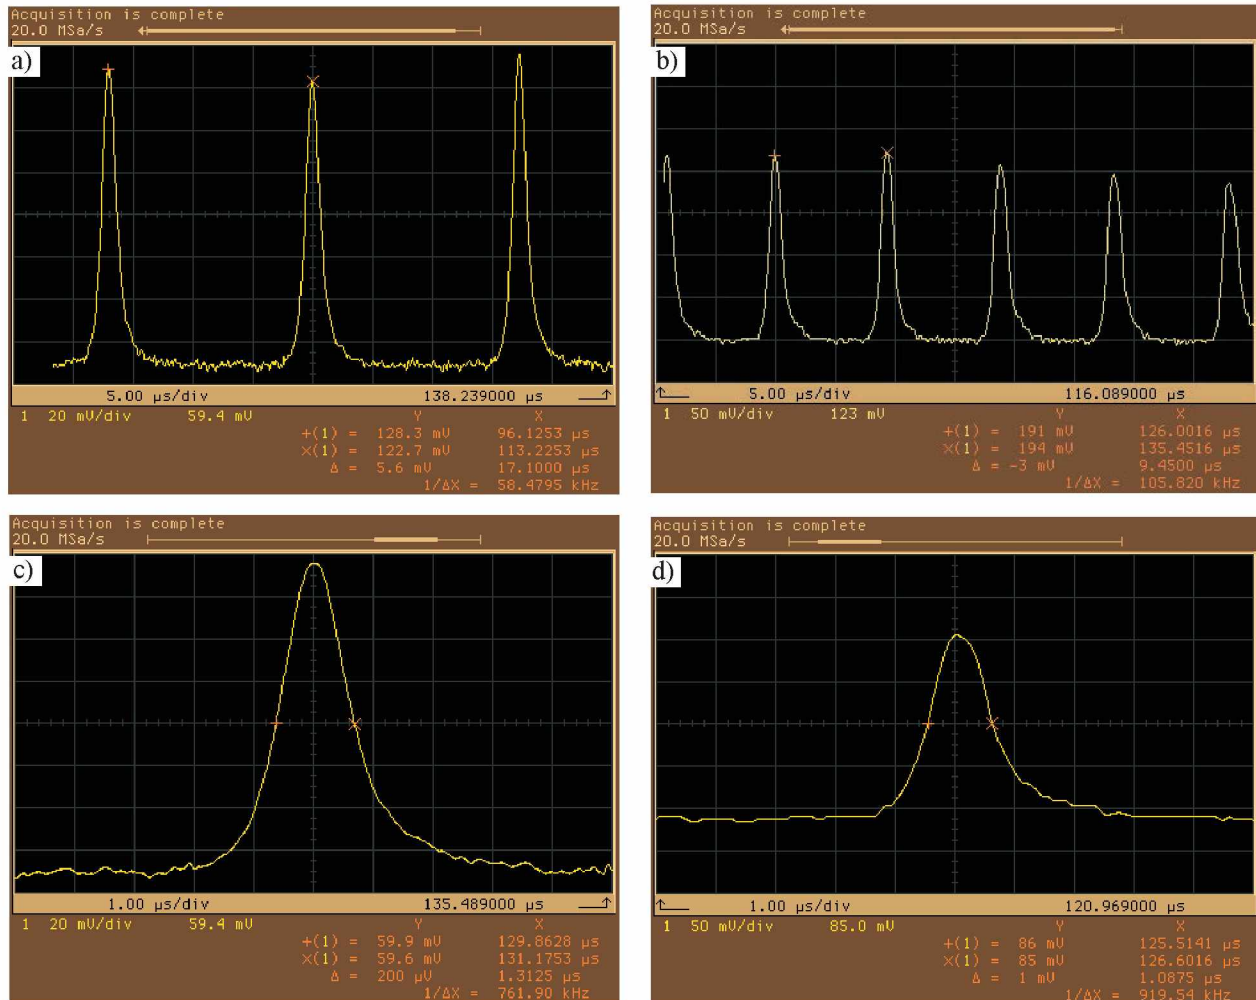 Acquisition is complete
20.0 MSa/s
a)
5.00 µs/div 138.239000 µs
1 20 mV/div 59.4 mV Y X
+(1) = 128.3 mV 96.1253 µs
×(1) = 122.7 mV 113.2253 µs
Δ = 5.6 mV 17.1000 µs
1/ΔX = 58.4795 kHz
Acquisition is complete
20.0 MSa/s
b)
5.00 µs/div 116.089000 µs
1 50 mV/div 123 mV Y X
+(1) = 191 mV 126.0016 µs
×(1) = 194 mV 135.4516 µs
Δ = -3 mV 9.4500 µs
1/ΔX = 105.820 kHz
Acquisition is complete
20.0 MSa/s
c)
1.00 µs/div 135.489000 µs
1 20 mV/div 59.4 mV Y X
+(1) = 59.9 mV 129.8628 µs
×(1) = 59.6 mV 131.1753 µs
Δ = 200 µV 1.3125 µs
1/ΔX = 761.90 kHz
Acquisition is complete
20.0 MSa/s
d)
1.00 µs/div 120.969000 µs
1 50 mV/div 85.0 mV Y X
+(1) = 86 mV 125.5141 µs
×(1) = 85 mV 126.6016 µs
Δ = 1 mV 1.0875 µs
1/ΔX = 919.54 kHz